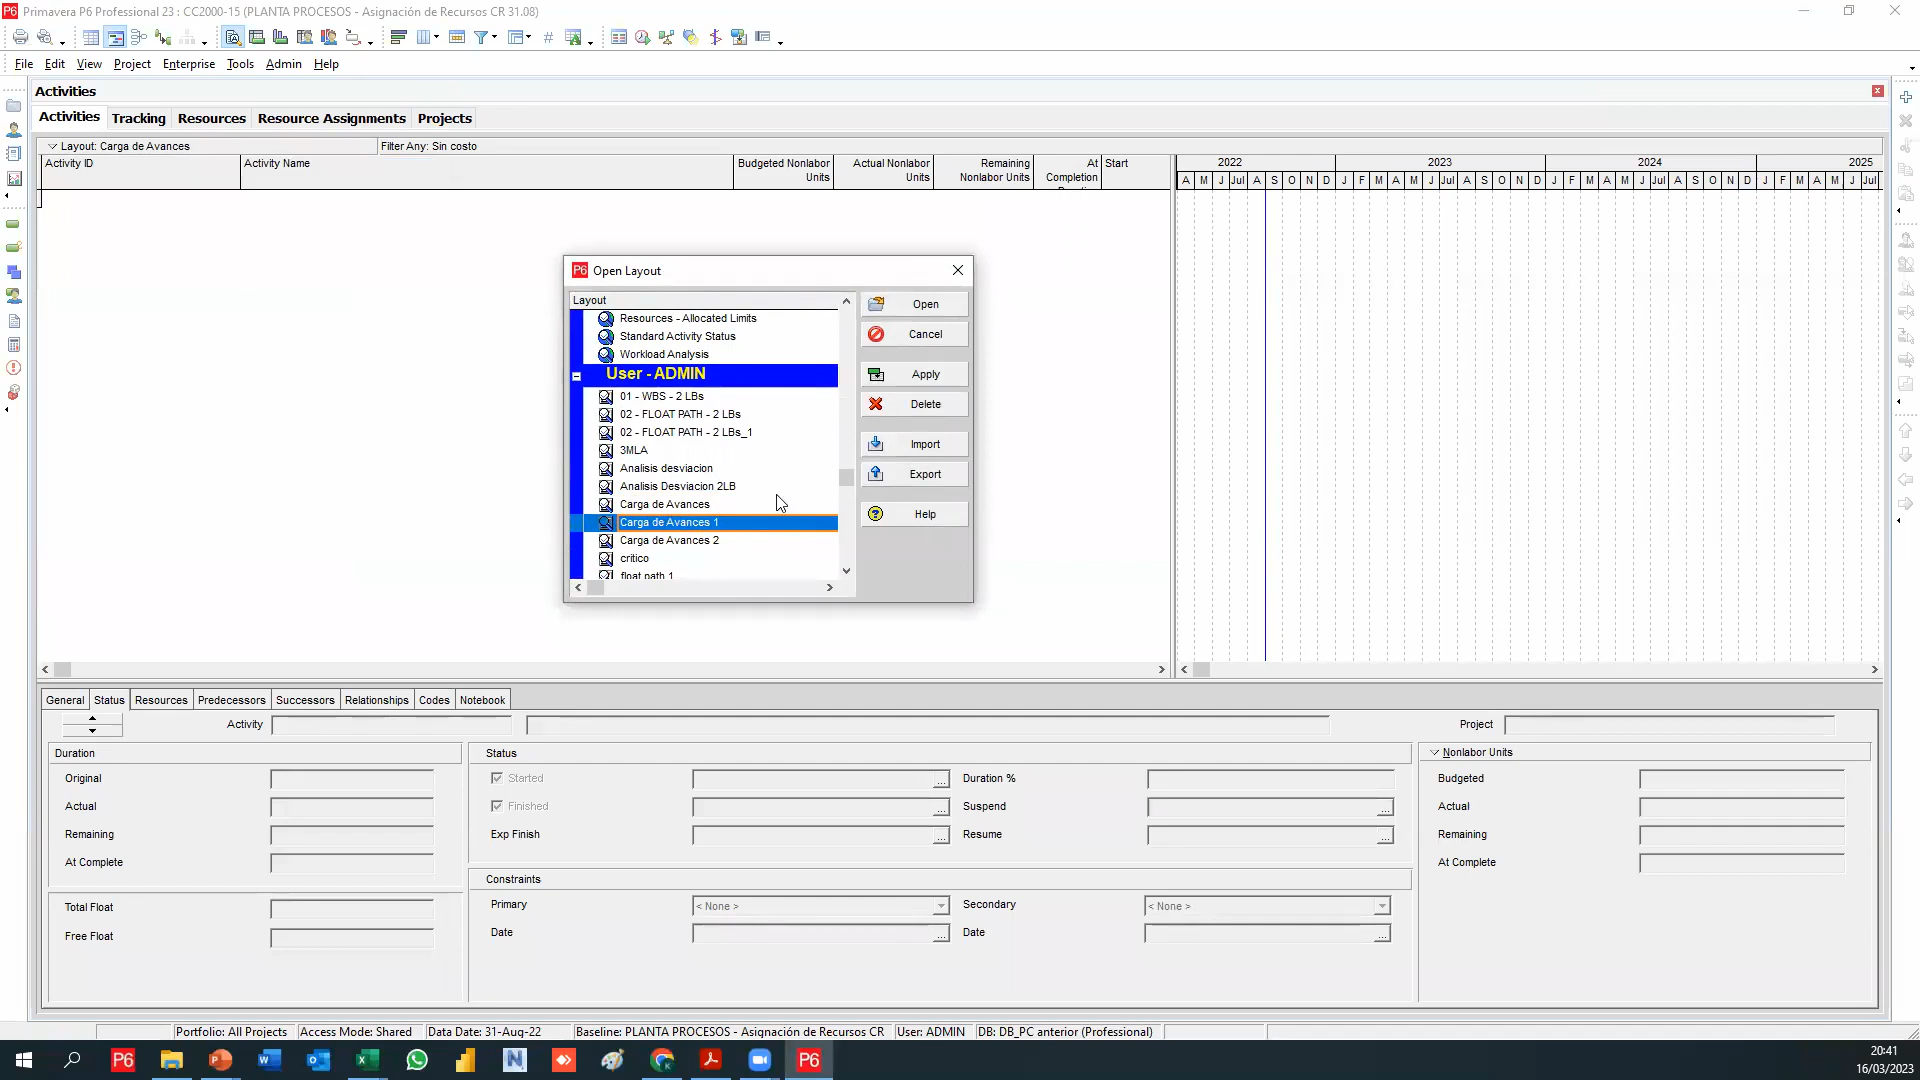 P6 Primavera P6 Professional 23 : CC2000-15 (PLANTA PROCESOS - Asignación de Recursos CR 31.08)
File Edit View Project Enterprise Tools Admin Help
Activities
Activities Tracking Resources Resource Assignments Projects
Layout: Carga de Avances Filter Any: Sin costo
Activity ID Activity Name Budgeted Nonlabor Units Actual Nonlabor Units Remaining Nonlabor Units At Completion Start
2022 2023 2024 2025
A M J Jul A S O N D J F M A M J Jul A S O N D J F M A M J Jul A S O N D J F M A M J Jul
P6 Open Layout
Layout
Resources - Allocated Limits
Standard Activity Status
Workload Analysis
User - ADMIN
01 - WBS - 2 LBs
02 - FLOAT PATH - 2 LBs
02 - FLOAT PATH - 2 LBs_1
3MLA
Analisis desviacion
Analisis Desviacion 2LB
Carga de Avances
Carga de Avances 1
Carga de Avances 2
critico
float path 1
Open
Cancel
Apply
Delete
Import
Export
Help
General Status Resources Predecessors Successors Relationships Codes Notebook
Activity Project
Duration Status Nonlabor Units
Original Started Duration % Budgeted
Actual Finished Suspend Actual
Remaining Exp Finish Resume Remaining
At Complete At Complete
Constraints
Total Float Primary < None > Secondary < None >
Free Float Date Date
Portfolio: All Projects Access Mode: Shared Data Date: 31-Aug-22 Baseline: PLANTA PROCESOS - Asignación de Recursos CR User: ADMIN DB: DB_PC anterior (Professional)
P6 P6
20:41
16/03/2023